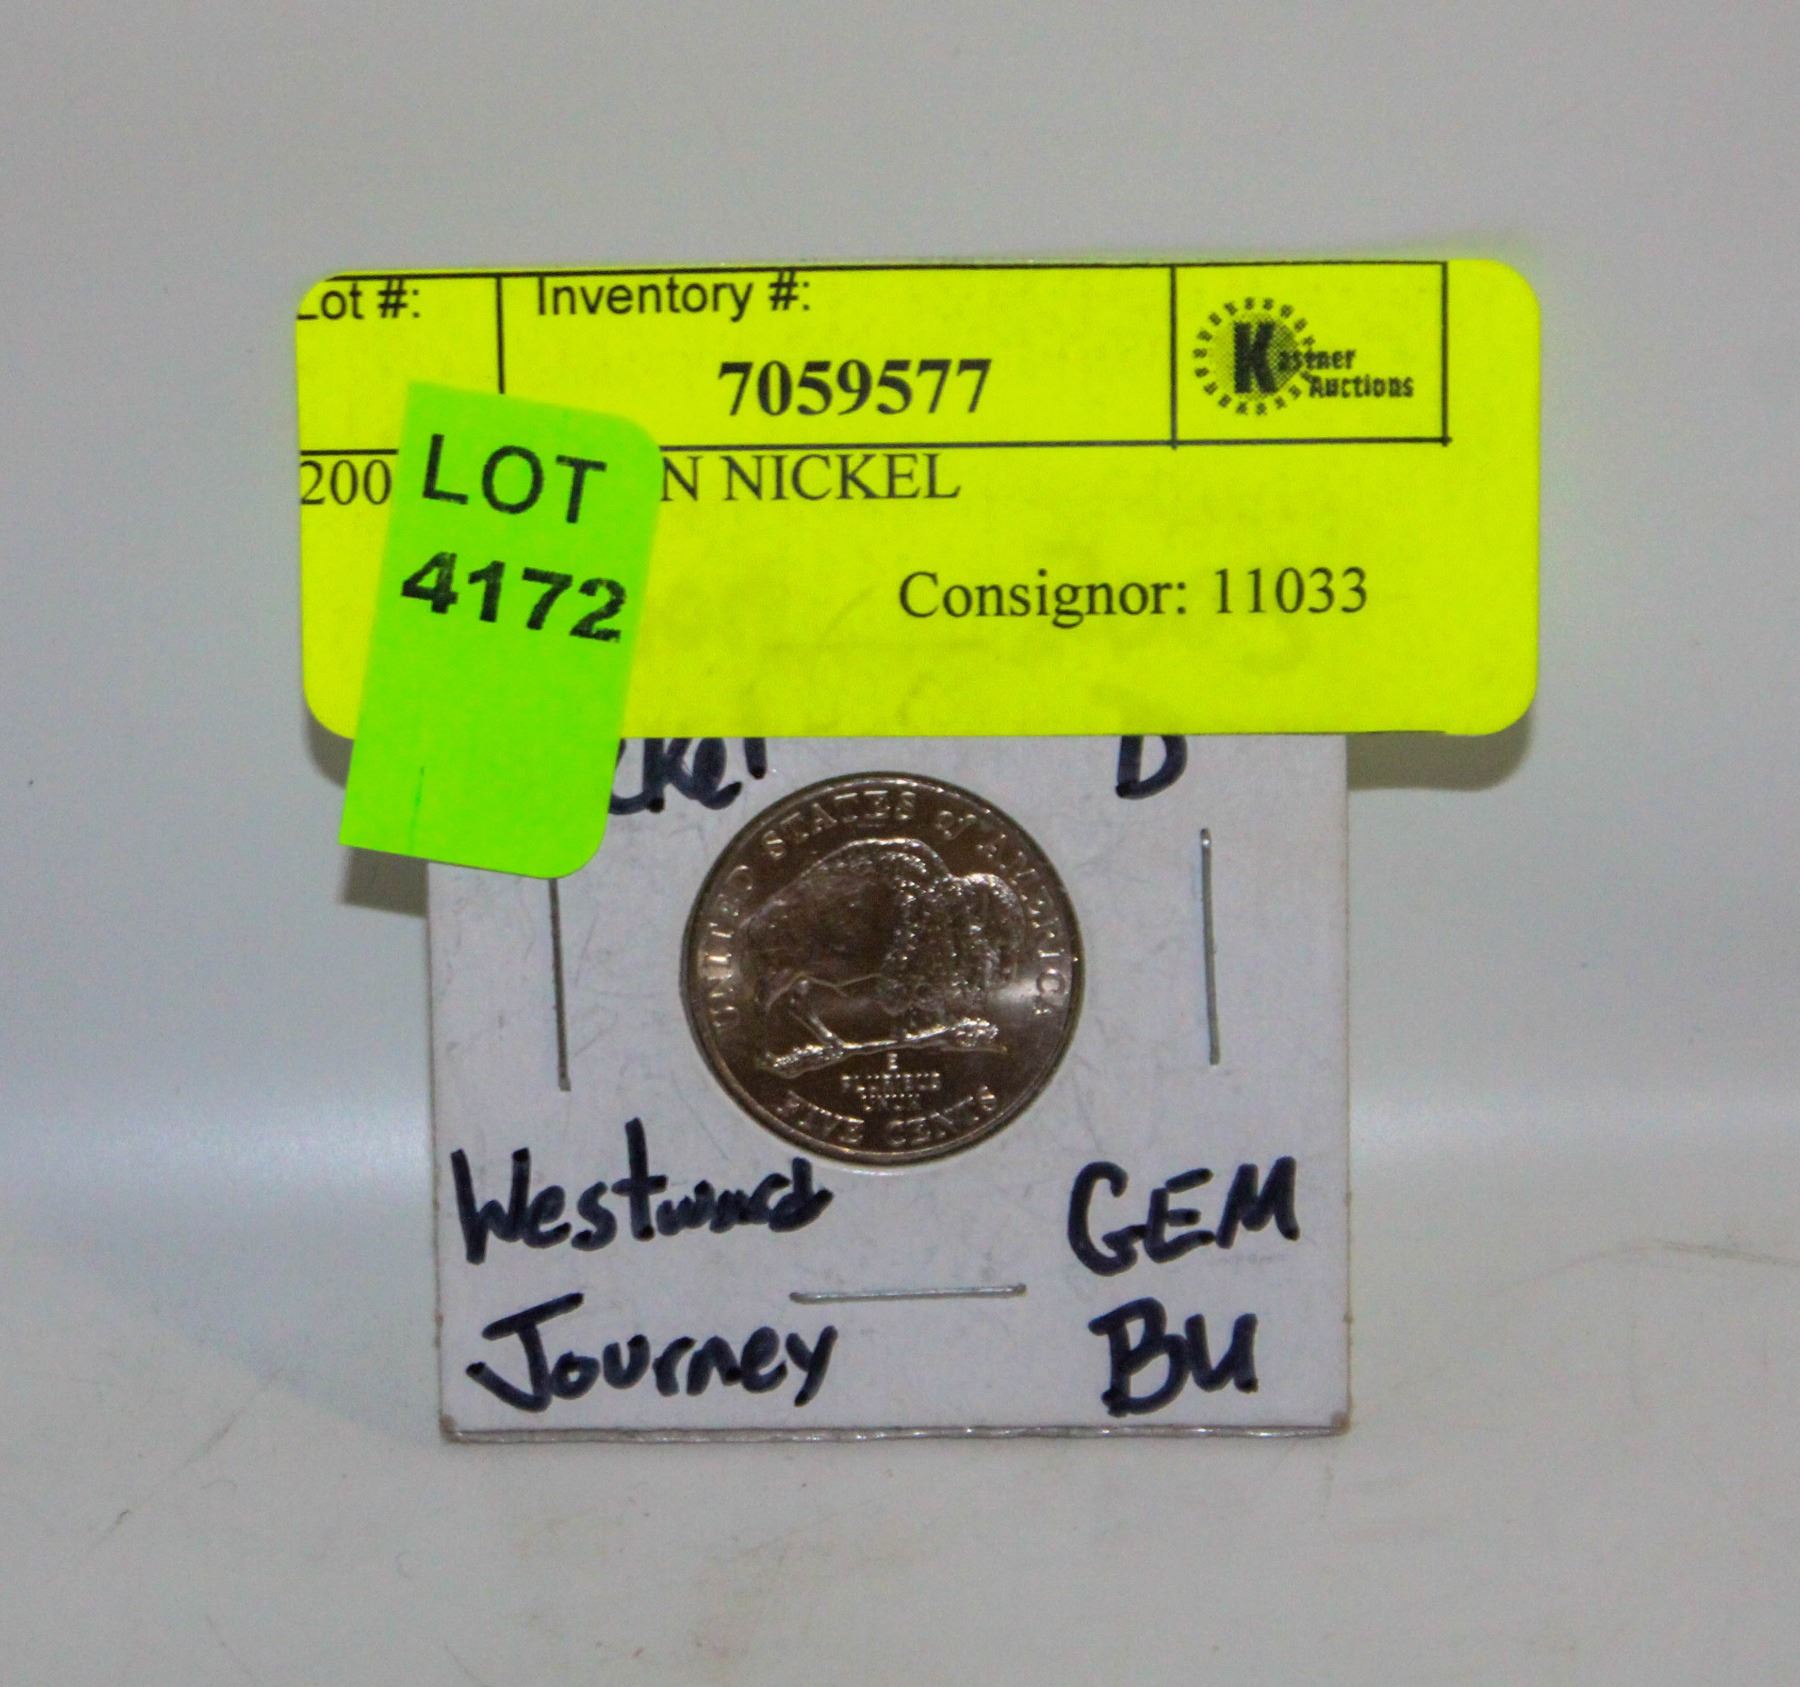 Lot #:
Inventory #:
7059577
Kastner
Auctions
200
N NICKEL
LOT
4172
Consignor: 11033
ckel
D
UNITED STATES of AMERICA
E
PLURIBUS
UNUM
FIVE CENTS
Westward
Journey
GEM
BU